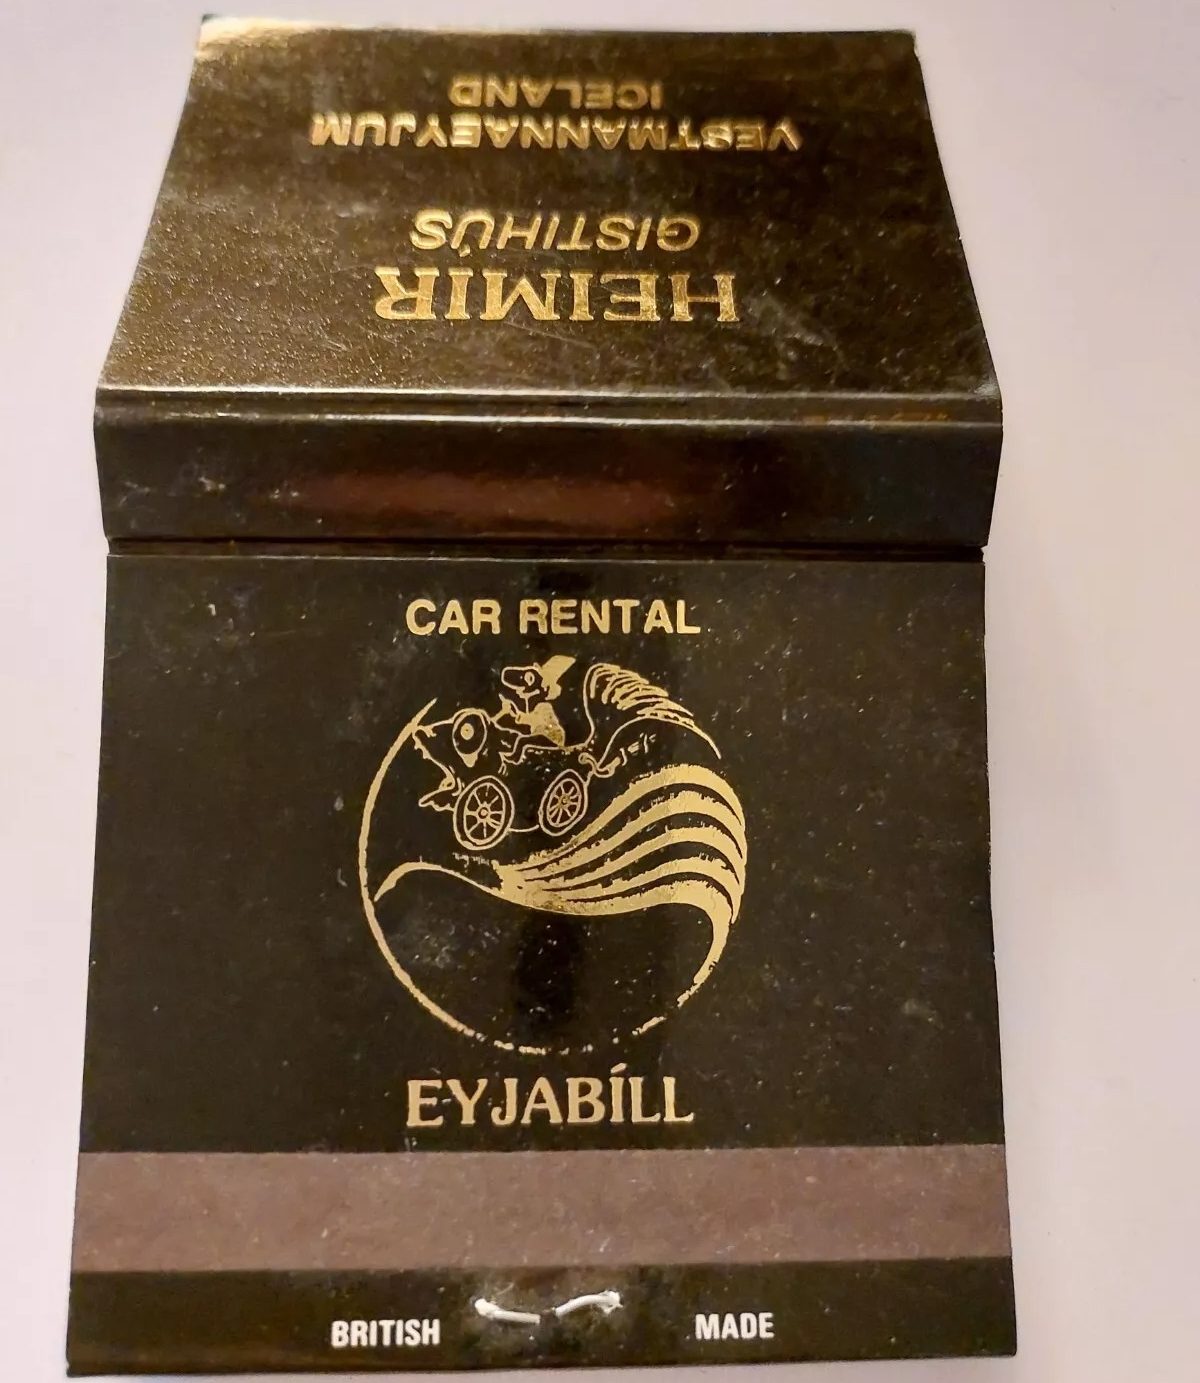 HEIMIR
GISTIHÚS
VESTMANNAEYJUM
ICELAND
CAR RENTAL
EYJABÍLL
BRITISH MADE